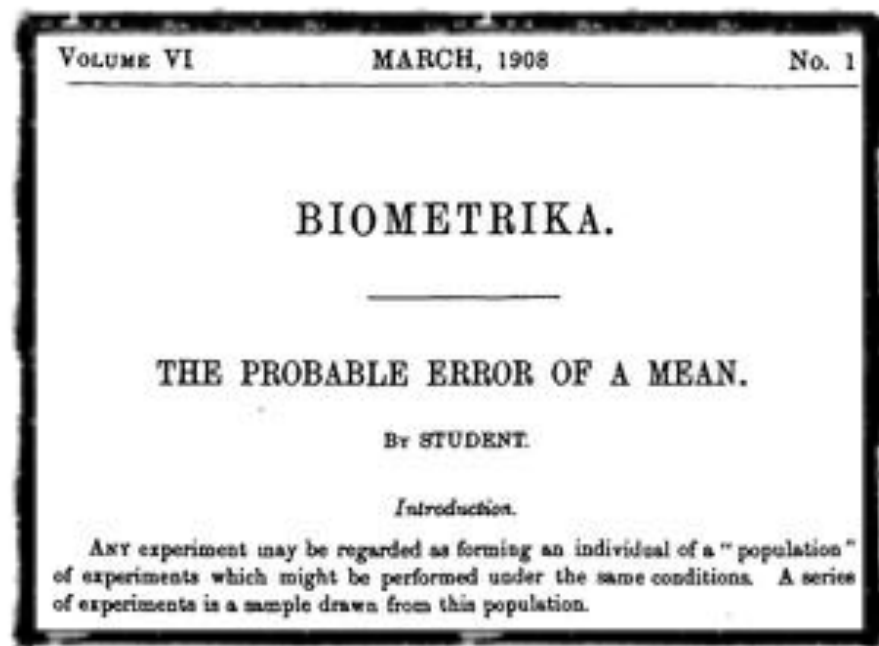 VOLUME VI MARCH, 1908 No. 1
BIOMETRIKA.
THE PROBABLE ERROR OF A MEAN.
BY STUDENT.
Introduction.
ANY experiment may be regarded as forming an individual of a "population"
of experiments which might be performed under the same conditions. A series
of experiments is a sample drawn from this population.